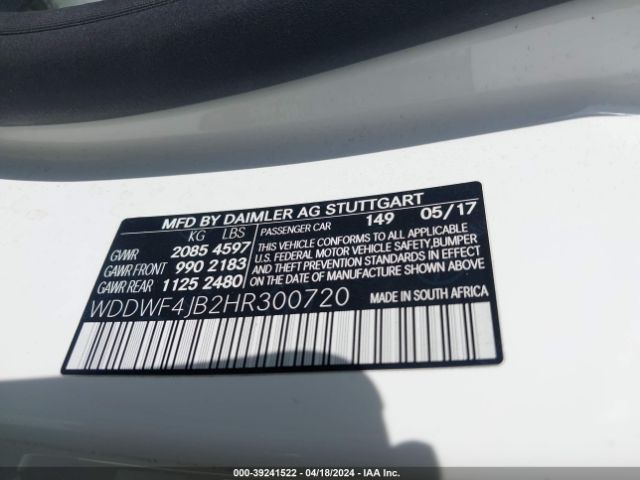 MFD BY DAIMLER AG STUTTGART
KG LBS
GVWR 2085 4597
GAWR FRONT 990 2183
GAWR REAR 1125 2480
PASSENGER CAR 149 05/17
THIS VEHICLE CONFORMS TO ALL APPLICABLE
U.S. FEDERAL MOTOR VEHICLE SAFETY,BUMPER
AND THEFT PREVENTION STANDARDS IN
EFFECT ON THE DATE OF
MANUFACTURE SHOWN ABOVE.
WDDWF4JB2HR300720 MADE IN SOUTH AFRICA
000-39241522 / 04/18/2024 - IAA Inc.